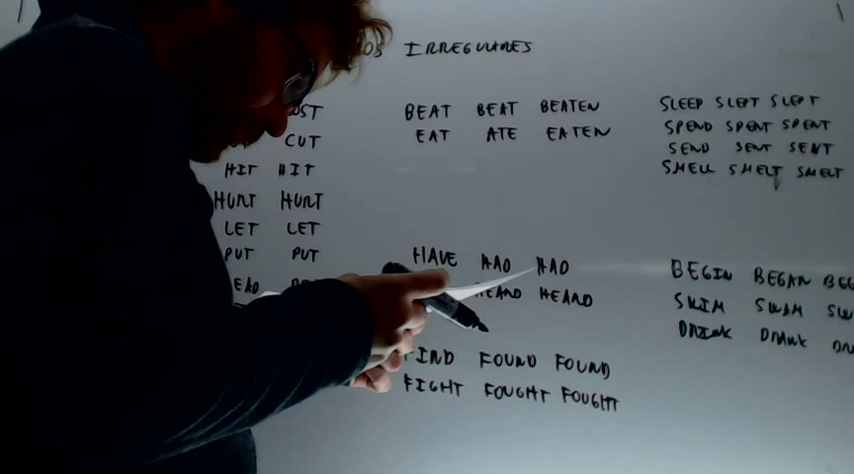 IRREGULARES
CUT
HIT HIT
HURT HURT
LET LET
PUT PUT
BEAT BEAT BEATEN
EAT ATE EATEN
HAVE HAD HAD
HEARD HEARD
FOUND FOUND
FIGHT FOUGHT FOUGHT
SLEEP SLEPT SLEPT
SPEND SPENT SPENT
SEND SENT SENT
SMELL SMELT SMELT
BEGIN BEGAN
SWIM SWAM
DRINK DRANK